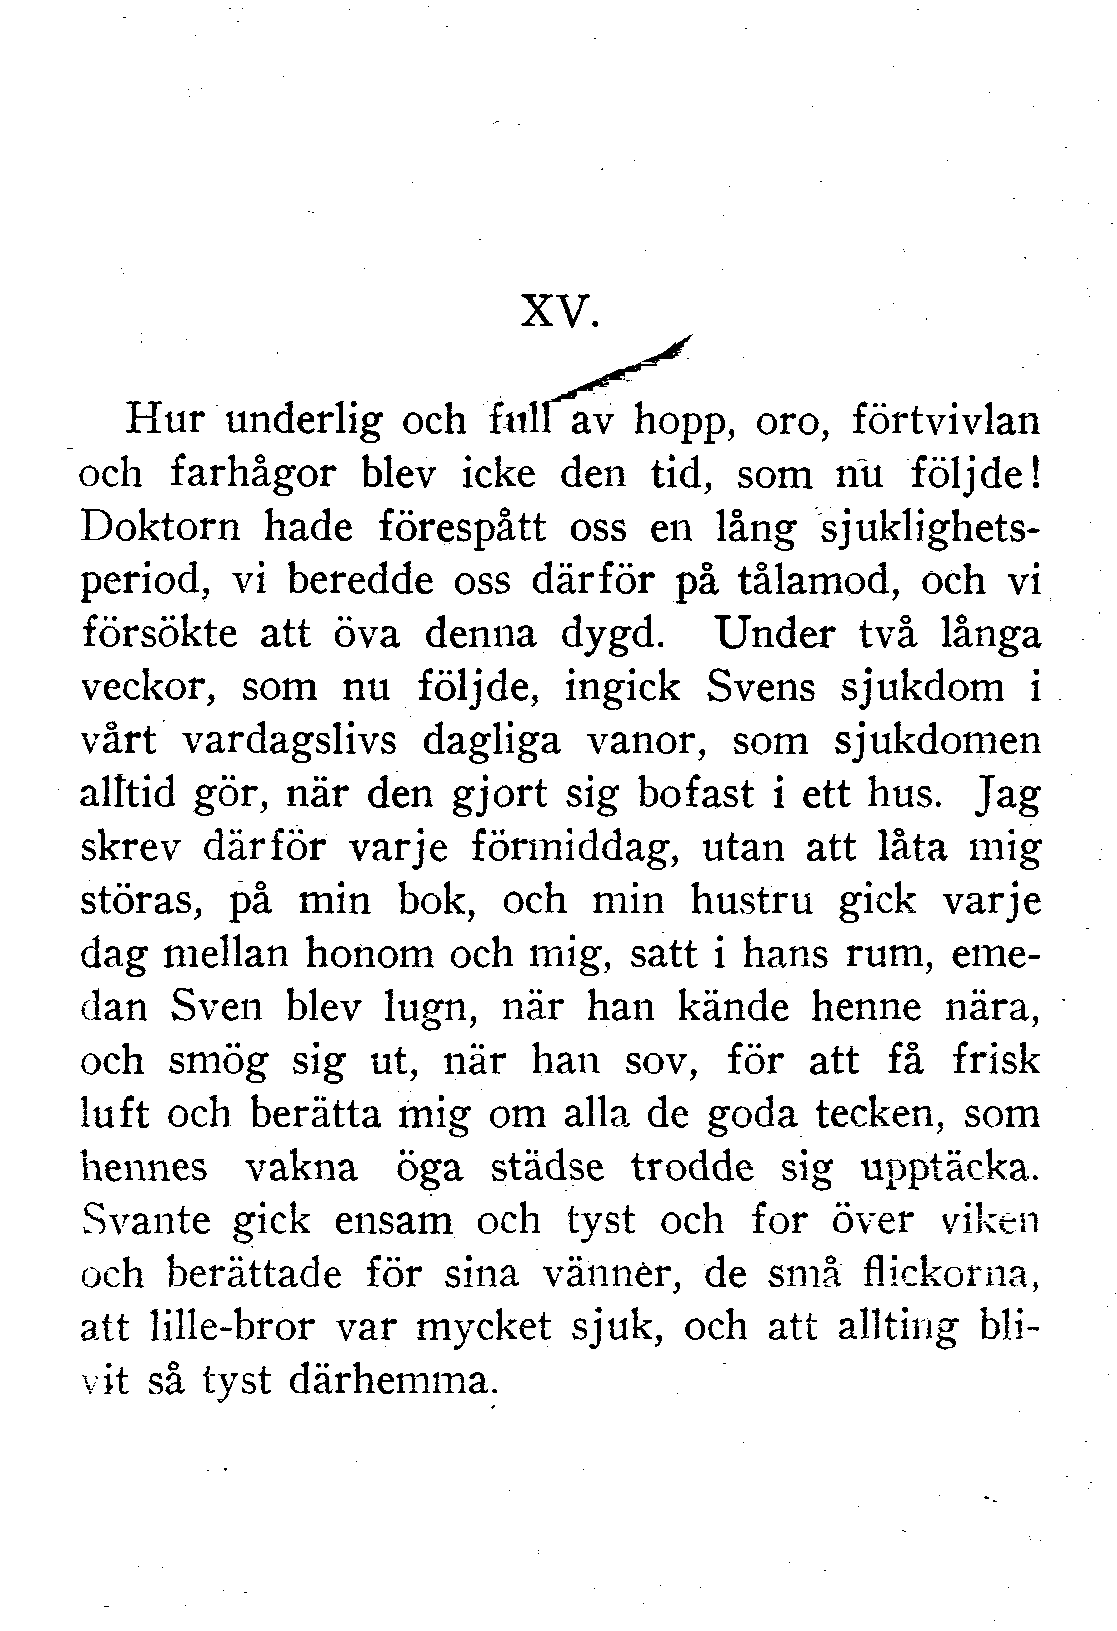 XV.
Hur underlig och full av hopp, oro, förtvivlan
och farhågor blev icke den tid, som nu följde!
Doktorn hade förespått oss en lång sjuklighets-
period, vi beredde oss därför på tålamod, och vi
försökte att öva denna dygd. Under två långa
veckor, som nu följde, ingick Svens sjukdom i
vårt vardagslivs dagliga vanor, som sjukdomen
alltid gör, när den gjort sig bofast i ett hus. Jag
skrev därför varje förmiddag, utan att låta mig
störas, på min bok, och min hustru gick varje
dag mellan honom och mig, satt i hans rum, eme-
dan Sven blev lugn, när han kände henne nära,
och smög sig ut, när han sov, för att få frisk
luft och berätta mig om alla de goda tecken, som
hennes vakna öga städse trodde sig upptäcka.
Svante gick ensam och tyst och for över viken
och berättade för sina vänner, de små flickorna,
att lille-bror var mycket sjuk, och att allting bli-
vit så tyst därhemma.